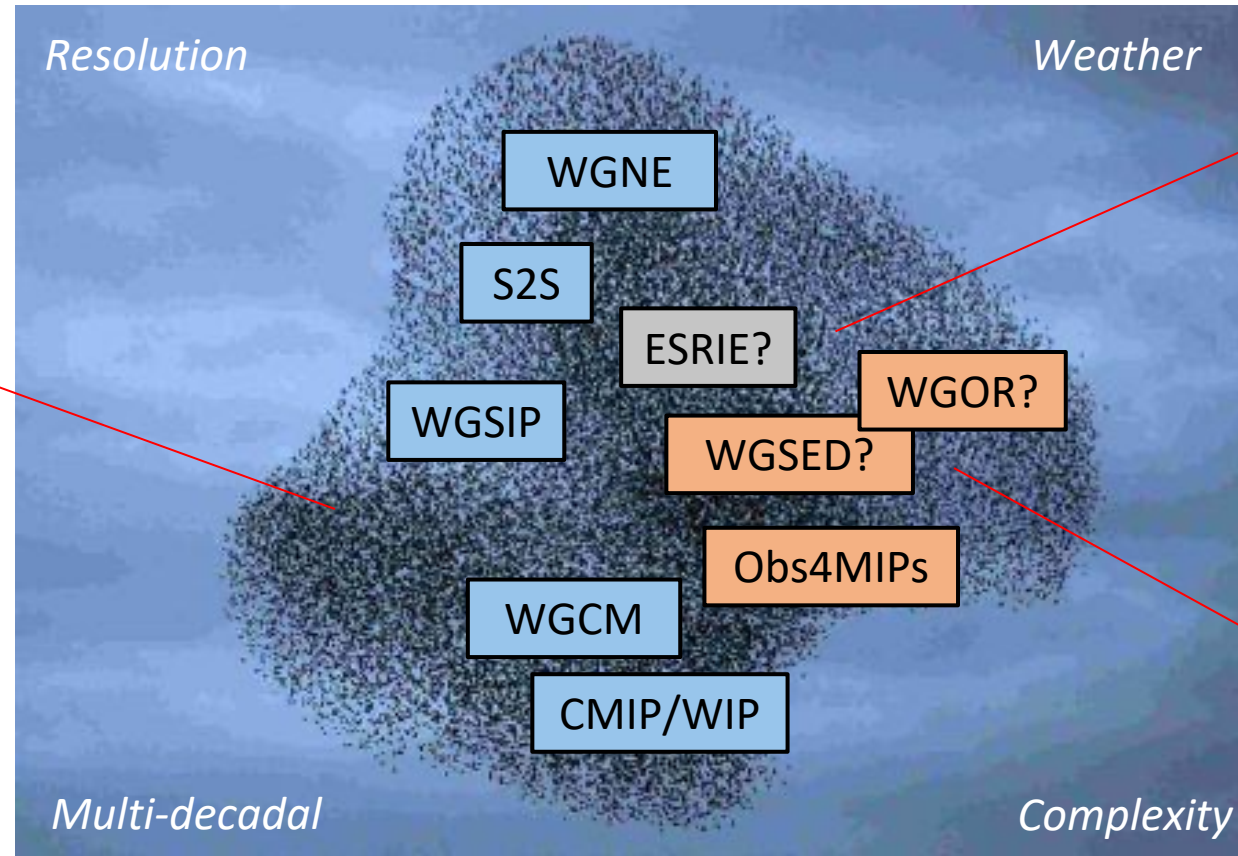 Resolution
Weather
WGNE
S2S
ESRIE?
WGOR?
WGSIP
WGSED?
Obs4MIPs
WGCM
CMIP/WIP
Multi-decadal
Complexity